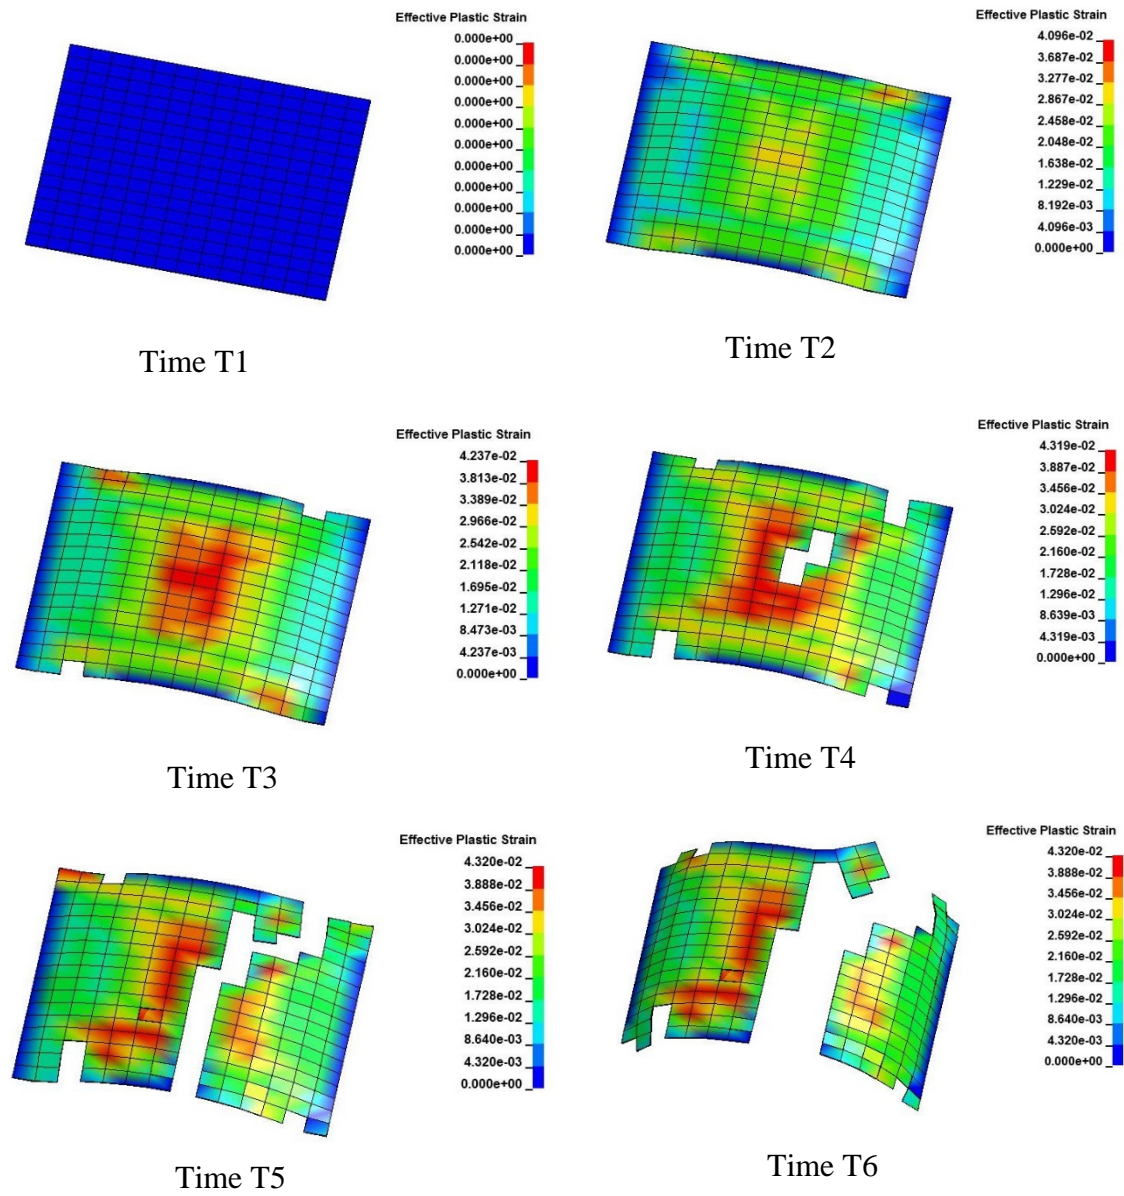 Effective Plastic Strain
0.000e+00
0.000e+00
0.000e+00
0.000e+00
0.000e+00
0.000e+00
0.000e+00
0.000e+00
0.000e+00
0.000e+00
0.000e+00
Time T1
Effective Plastic Strain
4.096e-02
3.687e-02
3.277e-02
2.867e-02
2.458e-02
2.048e-02
1.638e-02
1.229e-02
8.192e-03
4.096e-03
0.000e+00
Time T2
Effective Plastic Strain
4.237e-02
3.813e-02
3.389e-02
2.966e-02
2.542e-02
2.118e-02
1.695e-02
1.271e-02
8.473e-03
4.237e-03
0.000e+00
Time T3
Effective Plastic Strain
4.319e-02
3.887e-02
3.456e-02
3.024e-02
2.592e-02
2.160e-02
1.728e-02
1.296e-02
8.639e-03
4.319e-03
0.000e+00
Time T4
Effective Plastic Strain
4.320e-02
3.888e-02
3.456e-02
3.024e-02
2.592e-02
2.160e-02
1.728e-02
1.296e-02
8.640e-03
4.320e-03
0.000e+00
Time T5
Effective Plastic Strain
4.320e-02
3.888e-02
3.456e-02
3.024e-02
2.592e-02
2.160e-02
1.728e-02
1.296e-02
8.640e-03
4.320e-03
0.000e+00
Time T6